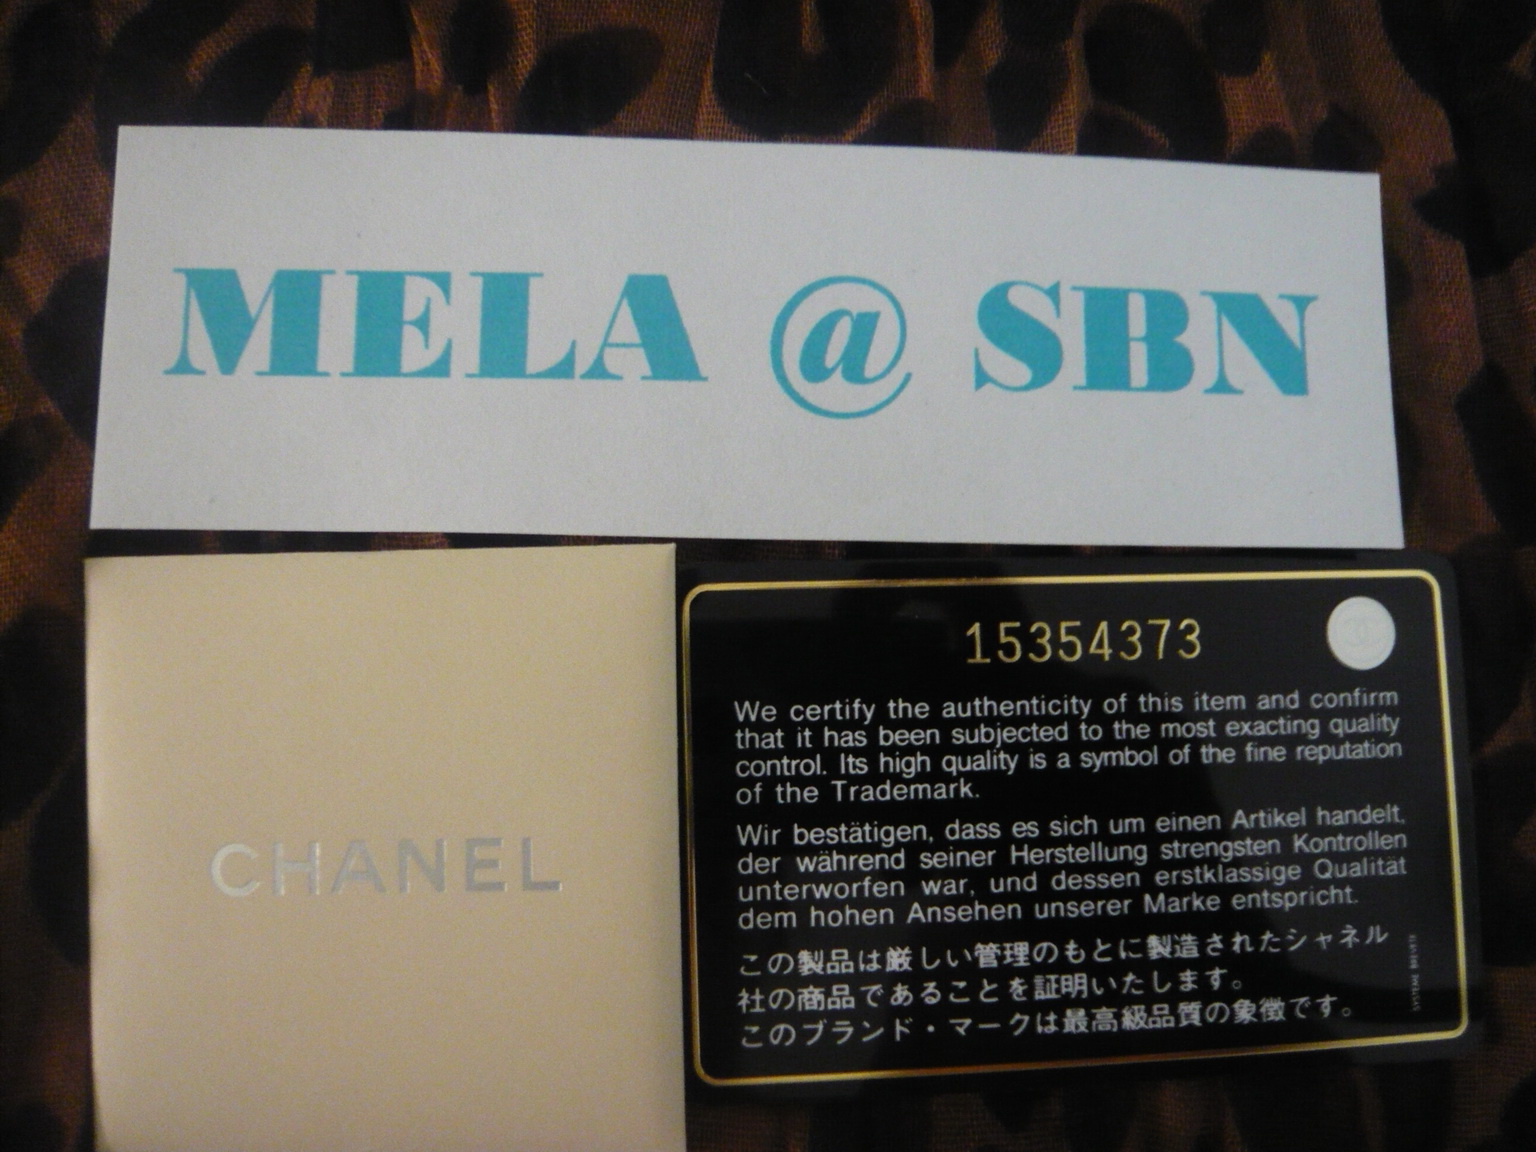 MELA @ SBN
CHANEL
15354373
We certify the authenticity of this item and confirm
that it has been subjected to the most exacting quality
control. Its high quality is a symbol of the fine reputation
of the Trademark.
Wir bestätigen, dass es sich um einen Artikel handelt,
der während seiner Herstellung strengsten Kontrollen
unterworfen war, und dessen erstklassige Qualität
dem hohen Ansehen unserer Marke entspricht.
この製品は厳しい管理のもとに製造されたシャネル
社の商品であることを証明いたします。
このブランド・マークは最高級品質の象徴です。
SYSTEME BREVETE